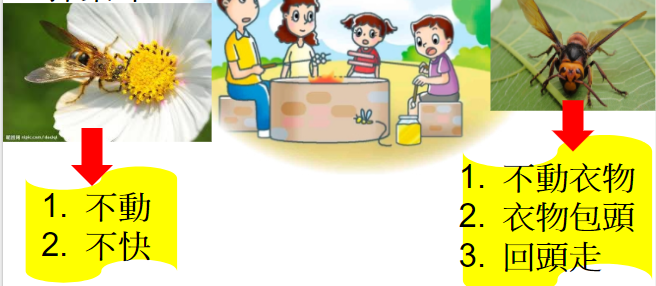 1. 不動
2. 不快
1. 不動衣物
2. 衣物包頭
3. 回頭走